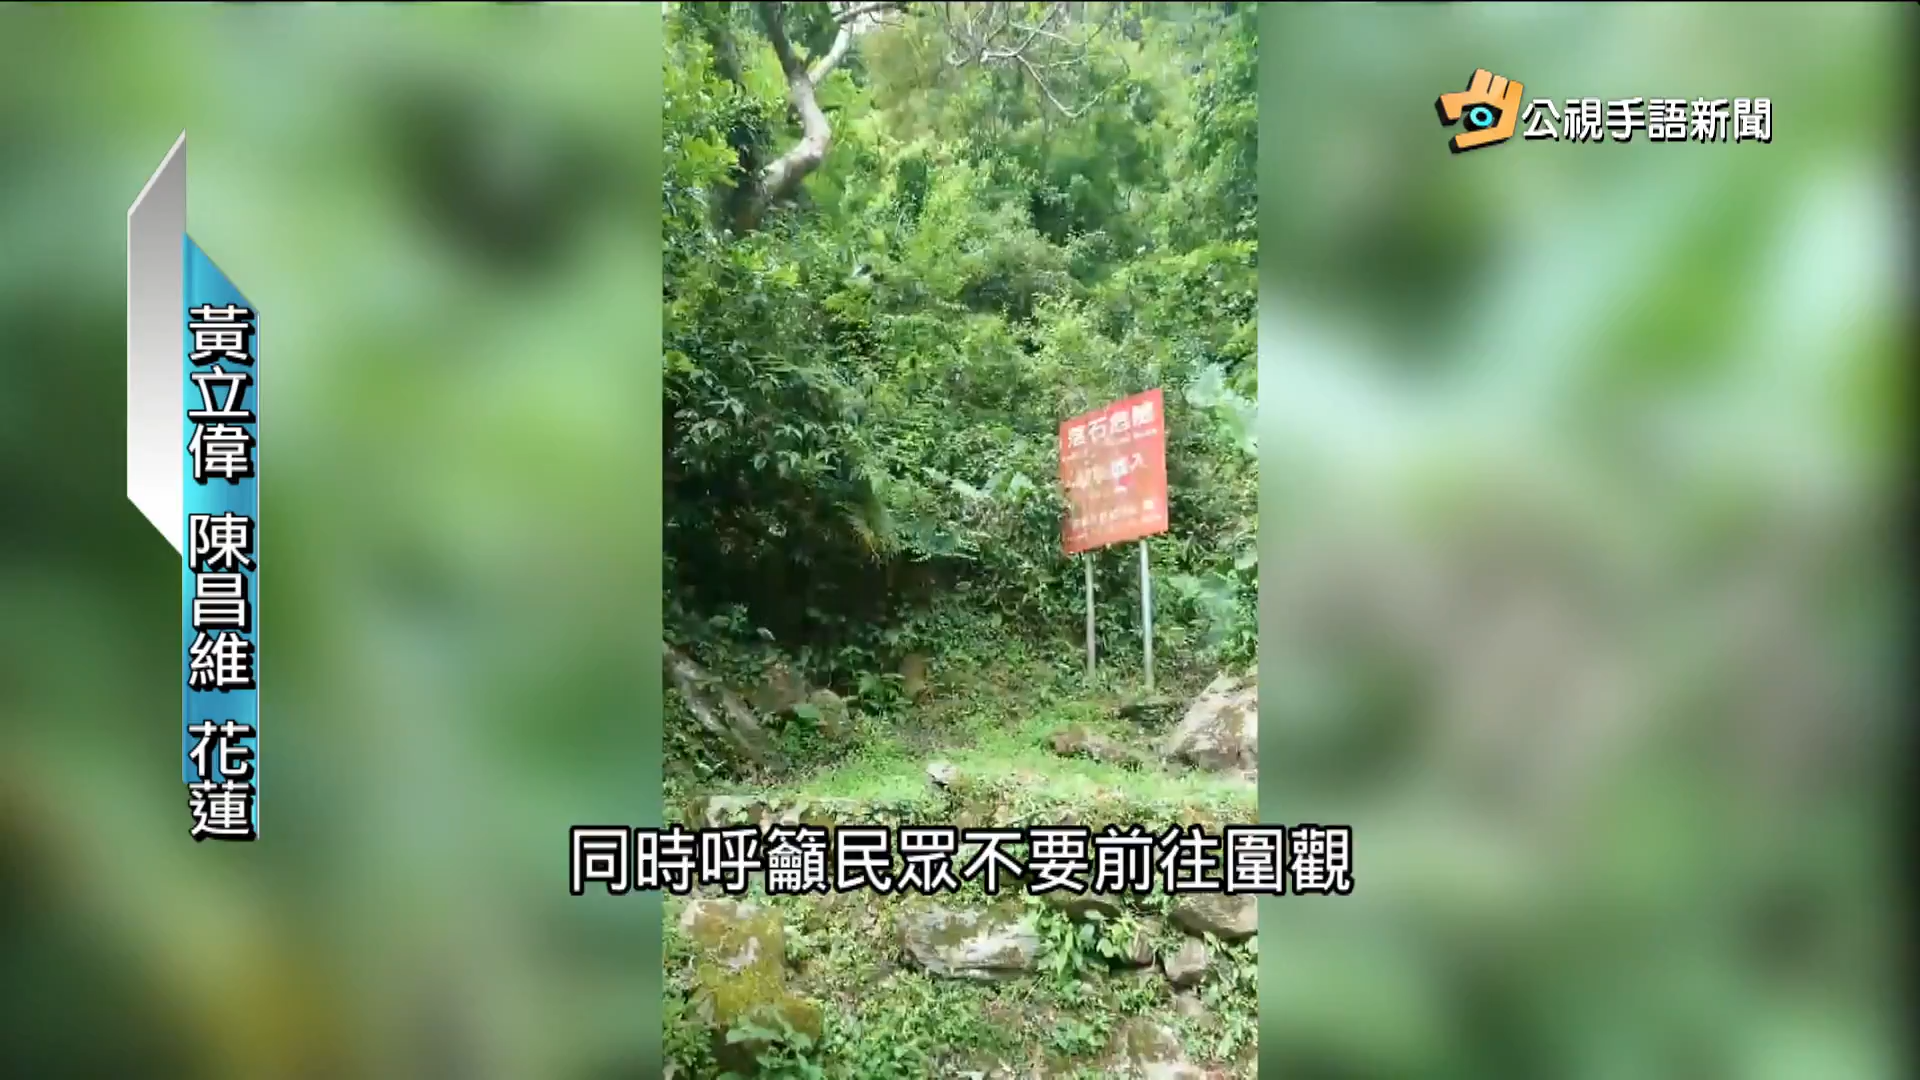 公視手語新聞
黃立偉 陳昌維 花蓮
落石危險
同時呼籲民眾不要前往圍觀